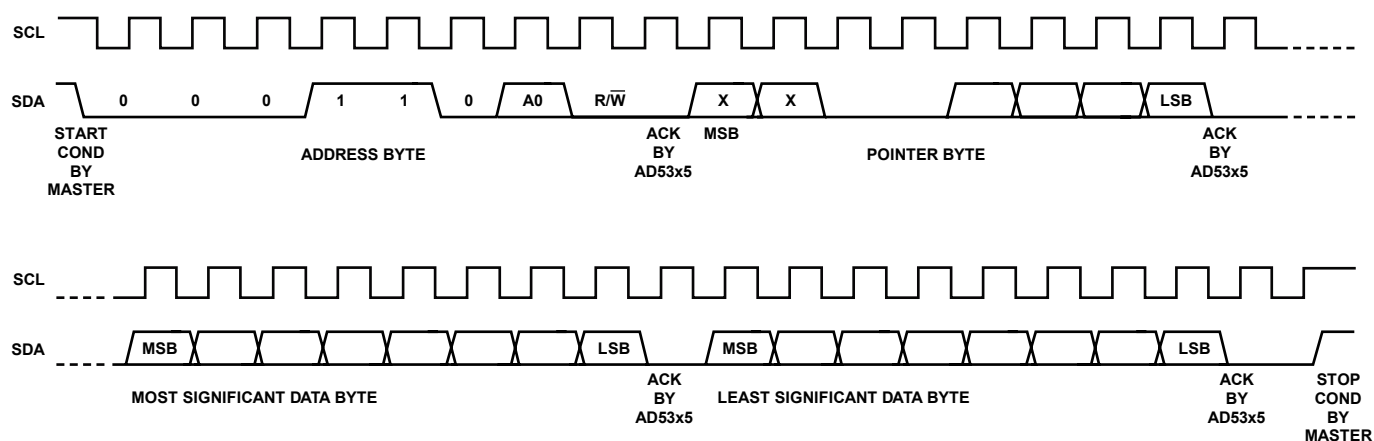 SCL
SDA 0 0 0 1 1 0 A0 R/W̅ X X LSB
START COND BY MASTER
ADDRESS BYTE
ACK BY AD53x5
MSB
POINTER BYTE
ACK BY AD53x5
SCL
SDA MSB LSB MSB LSB
MOST SIGNIFICANT DATA BYTE
ACK BY AD53x5
LEAST SIGNIFICANT DATA BYTE
ACK BY AD53x5
STOP COND BY MASTER